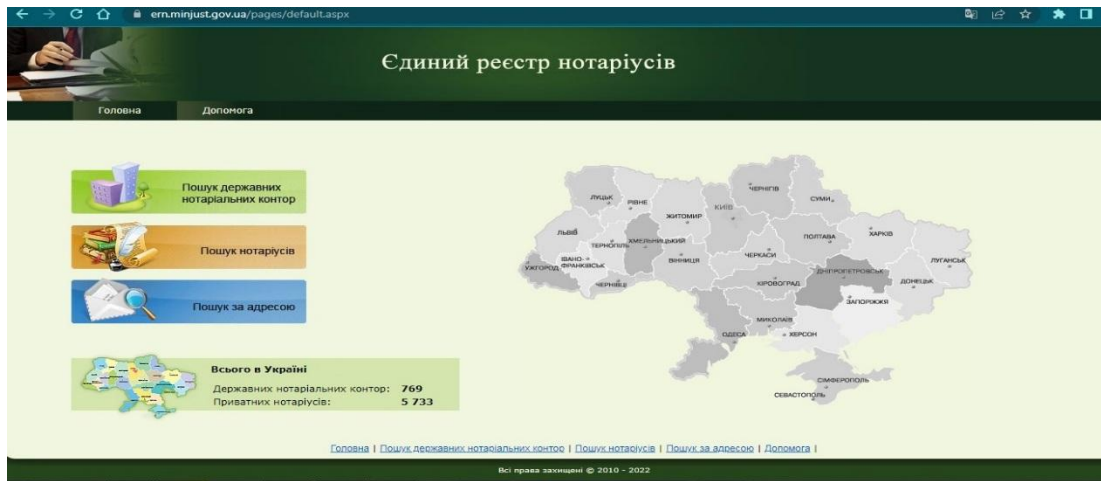 ern.minjust.gov.ua/pages/default.aspx
Єдиний реєстр нотаріусів
Головна
Допомога
Пошук державних
нотаріальних контор
Пошук нотаріусів
Пошук за адресою
Всього в Україні
Державних нотаріальних контор: 769
Приватних нотаріусів: 5 733
ЧЕРНІГІВ
ЛУЦЬК
РІВНЕ
КИЇВ
СУМИ
ЖИТОМИР
ЛЬВІВ
ТЕРНОПІЛЬ
ХМЕЛЬНИЦЬКИЙ
ПОЛТАВА
ХАРКІВ
ІВАНО-
ФРАНКІВСЬК
ВІННИЦЯ
ЧЕРКАСИ
ЛУГАНСЬК
УЖГОРОД
ЧЕРНІВЦІ
КІРОВОГРАД
ДНІПРОПЕТРОВСЬК
ДОНЕЦЬК
ЗАПОРІЖЖЯ
МИКОЛАЇВ
ОДЕСА
ХЕРСОН
СІМФЕРОПОЛЬ
СЕВАСТОПОЛЬ
Головна | Пошук державних нотаріальних контор | Пошук нотаріусів | Пошук за адресою | Допомога |
Всі права захищені © 2010 - 2022